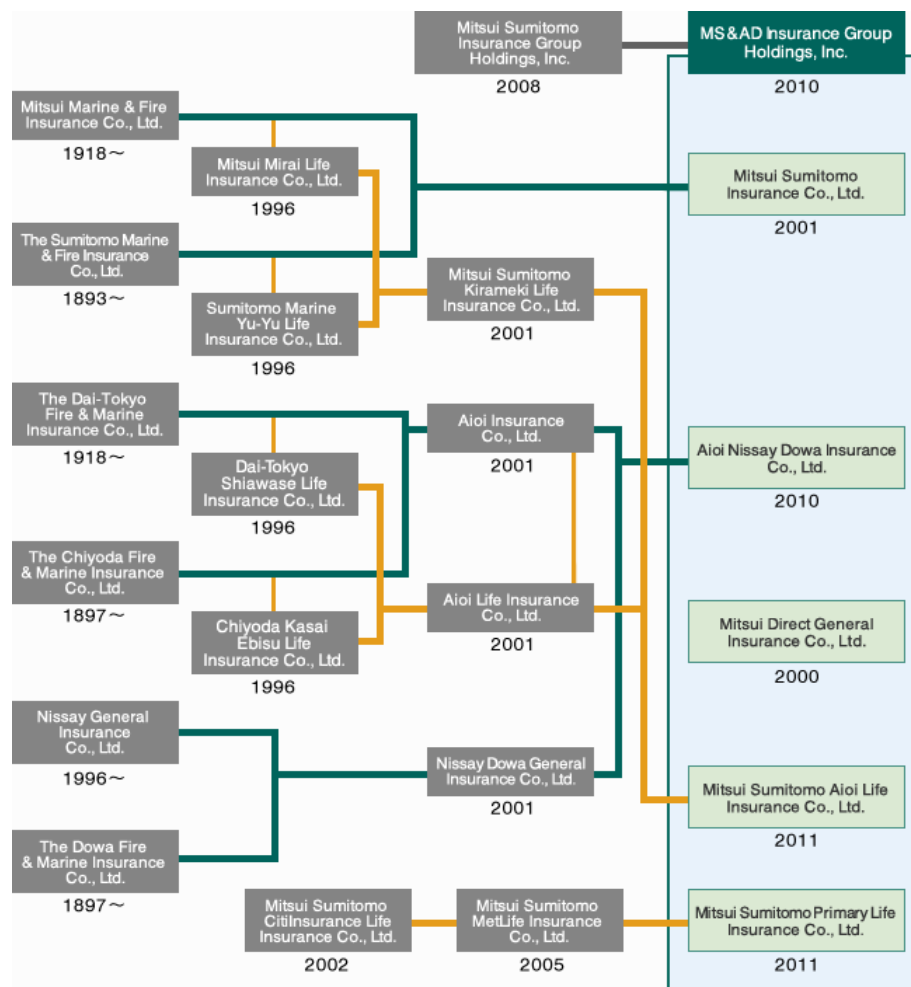 Mitsui Sumitomo
Insurance Group
Holdings, Inc.
2008
MS&AD Insurance Group
Holdings, Inc.
2010
Mitsui Marine & Fire
Insurance Co., Ltd.
1918～
Mitsui Mirai Life
Insurance Co., Ltd.
1996
Mitsui Sumitomo
Insurance Co., Ltd.
2001
The Sumitomo Marine
& Fire Insurance
Co., Ltd.
1893～
Sumitomo Marine
Yu-Yu Life
Insurance Co., Ltd.
1996
Mitsui Sumitomo
Kirameki Life
Insurance Co., Ltd.
2001
The Dai-Tokyo
Fire & Marine
Insurance Co., Ltd.
1918～
Dai-Tokyo
Shiawase Life
Insurance Co., Ltd.
1996
Aioi Insurance
Co., Ltd.
2001
Aioi Nissay Dowa Insurance
Co., Ltd.
2010
The Chiyoda Fire
& Marine Insurance
Co., Ltd.
1897～
Chiyoda Kasai
Ebisu Life
Insurance Co., Ltd.
1996
Aioi Life Insurance
Co., Ltd.
2001
Mitsui Direct General
Insurance Co., Ltd.
2000
Nissay General
Insurance
Co., Ltd.
1996～
Nissay Dowa General
Insurance Co., Ltd.
2001
Mitsui Sumitomo Aioi Life
Insurance Co., Ltd.
2011
The Dowa Fire
& Marine Insurance
Co., Ltd.
1897～
Mitsui Sumitomo
CitiInsurance Life
Insurance Co., Ltd.
2002
Mitsui Sumitomo
MetLife Insurance
Co., Ltd.
2005
Mitsui Sumitomo Primary Life
Insurance Co., Ltd.
2011